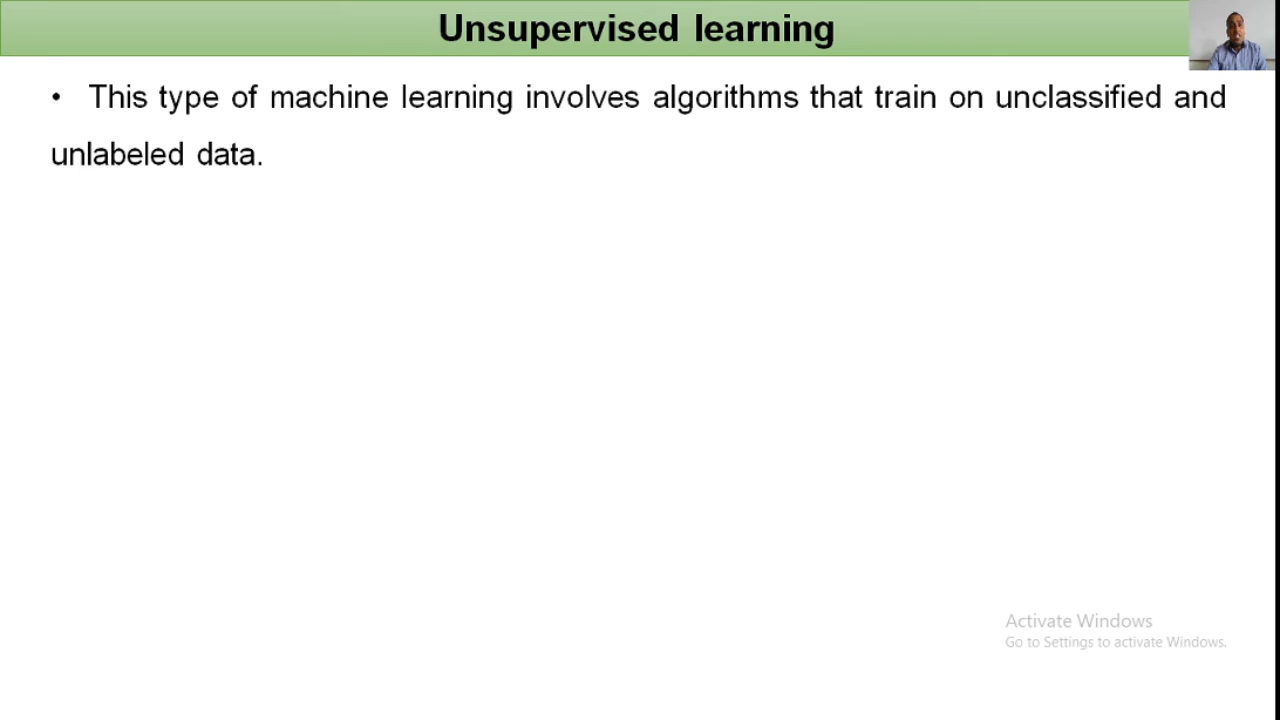 Unsupervised learning
• This type of machine learning involves algorithms that train on unclassified and
unlabeled data.
Activate Windows
Go to Settings to activate Windows.